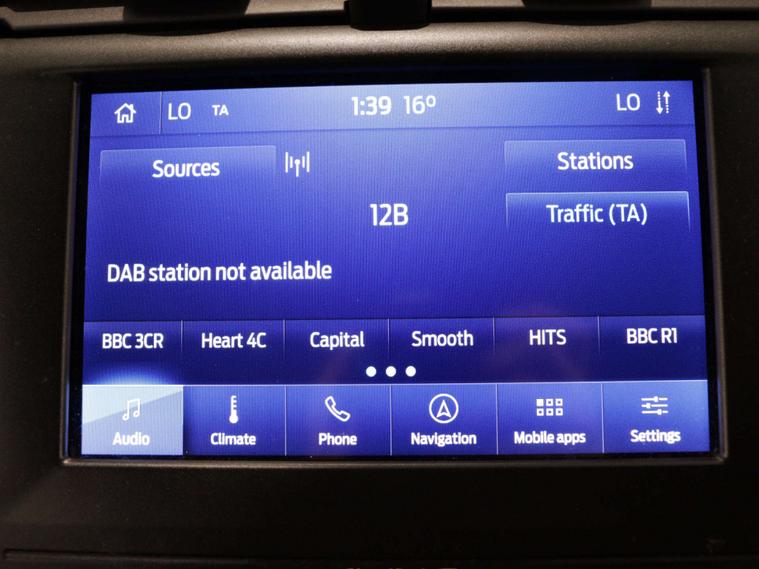 LO TA 1:39 16º LO
Sources Stations
12B Traffic (TA)
DAB station not available
BBC 3CR Heart 4C Capital Smooth HITS BBC R1
Audio Climate Phone Navigation Mobile apps Settings